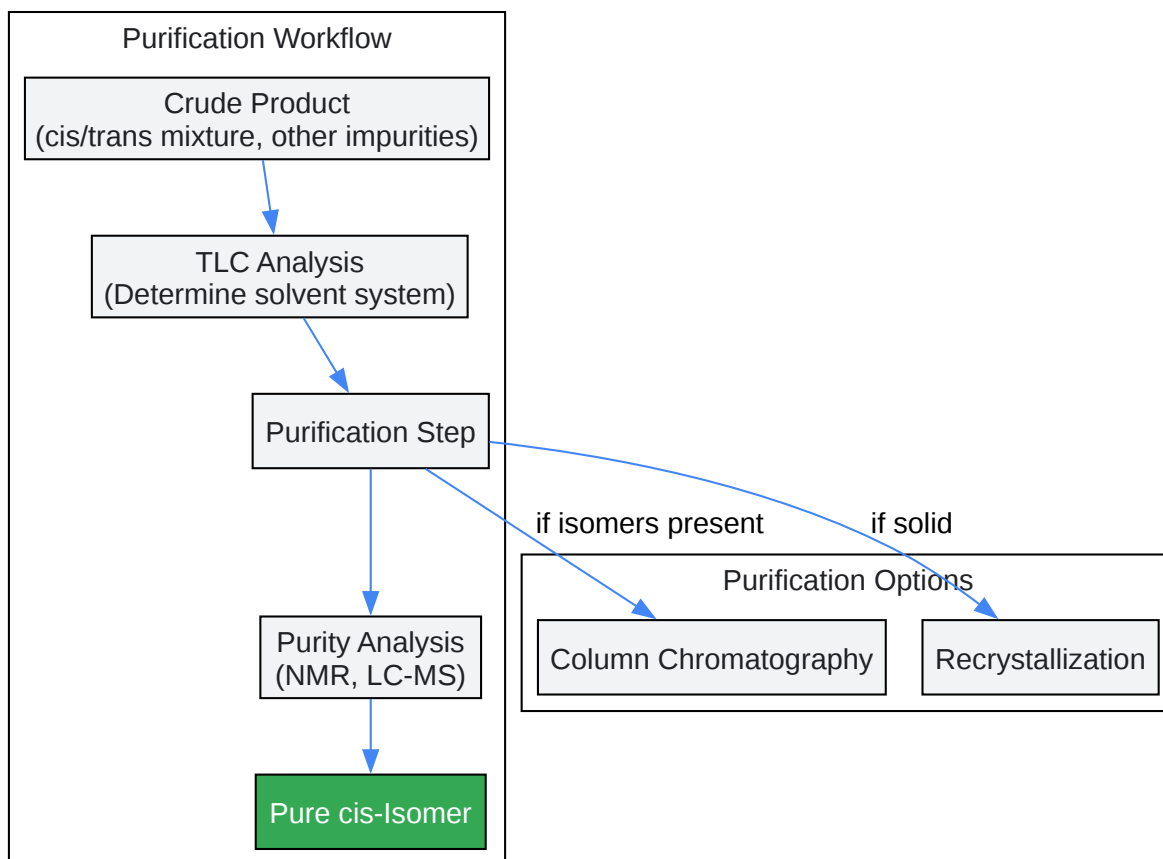 Purification Workflow
Crude Product
(cis/trans mixture, other impurities)
TLC Analysis
(Determine solvent system)
Purification Step
if isomers present
if solid
Purification Options
Column Chromatography
Recrystallization
Purity Analysis
(NMR, LC-MS)
Pure cis-Isomer